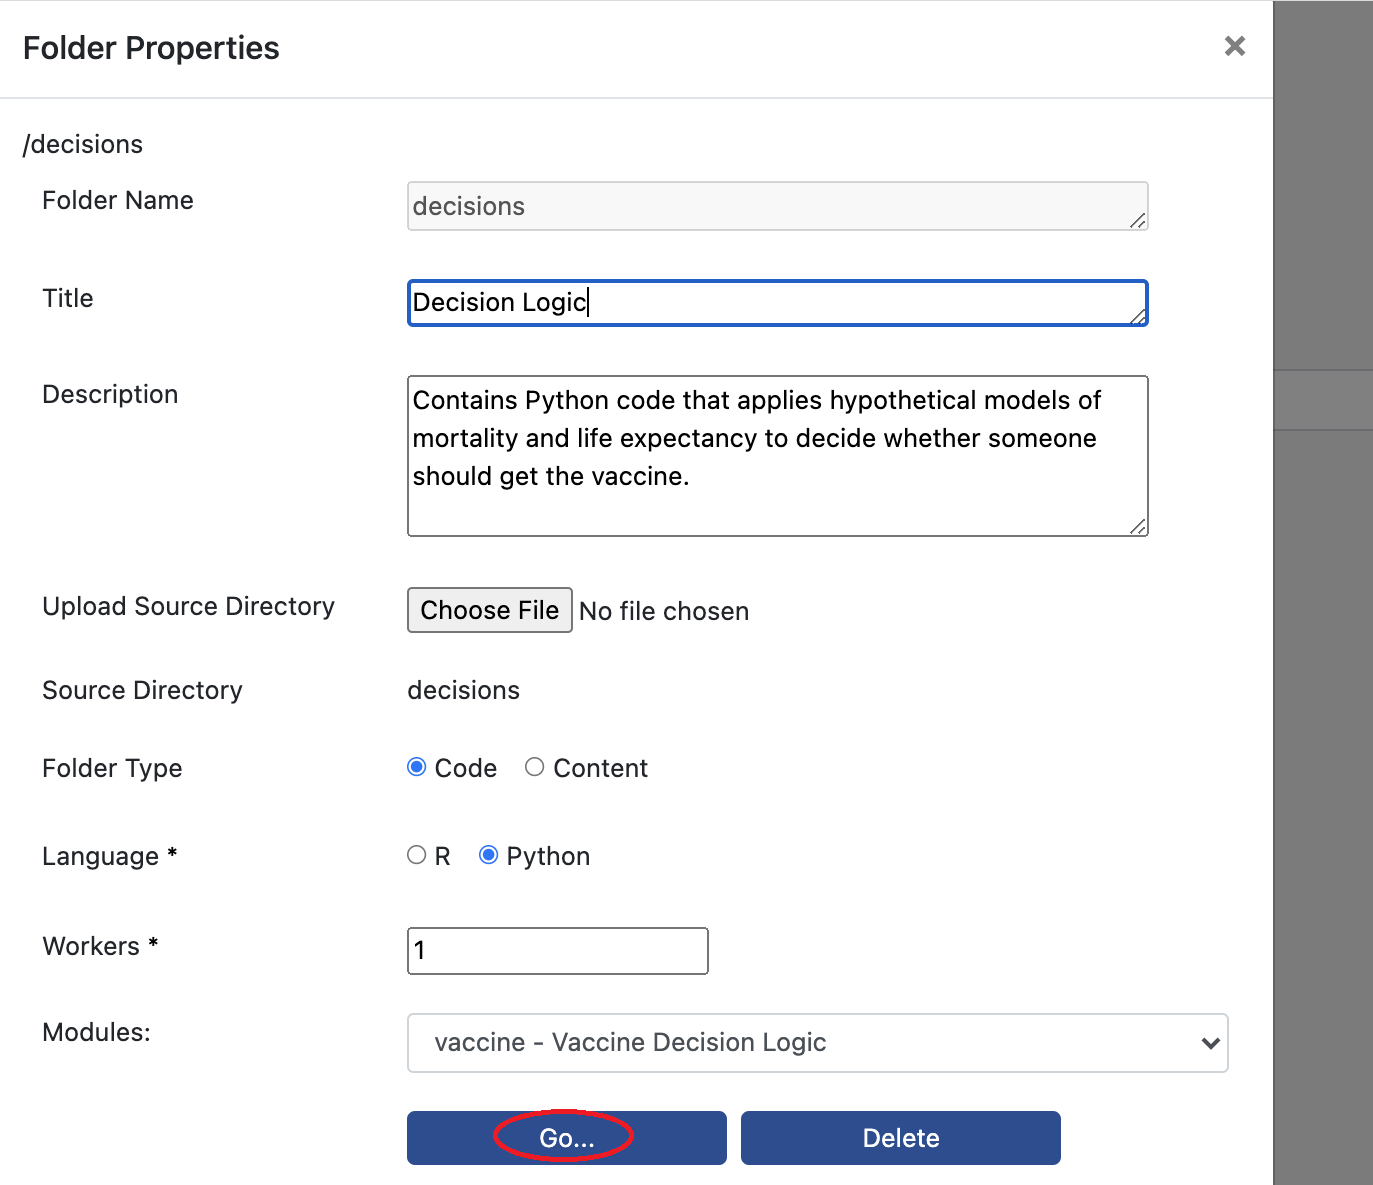 Folder Properties
/decisions
Folder Name
decisions
Title
Decision Logic
Description
Contains Python code that applies hypothetical models of
mortality and life expectancy to decide whether someone
should get the vaccine.
Upload Source Directory
Choose File No file chosen
Source Directory
decisions
Folder Type
Code Content
Language *
R Python
Workers *
1
Modules:
vaccine - Vaccine Decision Logic
Go... Delete